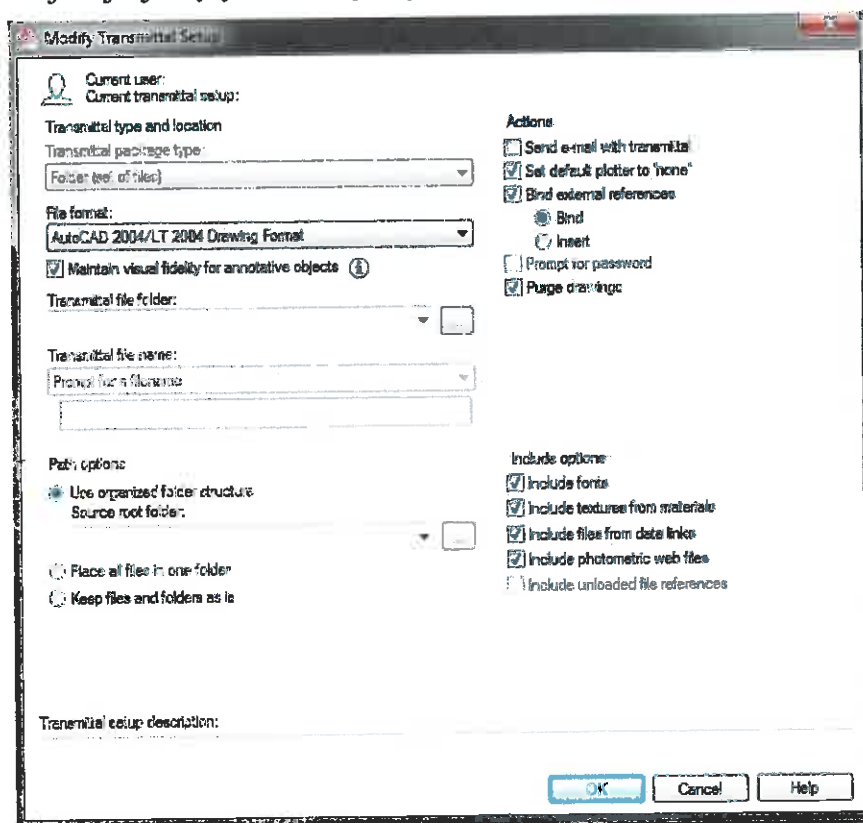 Modify Transmittal Setup
Current user:
Current transmittal setup:
Transmittal type and location
Transmittal package type:
Folder (set of files)
File format:
AutoCAD 2004/LT 2004 Drawing Format
Maintain visual fidelity for annotative objects
Transmittal file folder:
...
Transmittal file name:
Prompt for a filename
Path options
Use organized folder structure
Source root folder:
...
Place all files in one folder
Keep files and folders as is
Actions
Send e-mail with transmittal
Set default plotter to "none"
Bind external references
Bind
Insert
Prompt for password
Purge drawings
Include options
Include fonts
Include textures from materials
Include files from data links
Include photometric web files
Include unloaded file references
Transmittal setup description:
OK
Cancel
Help